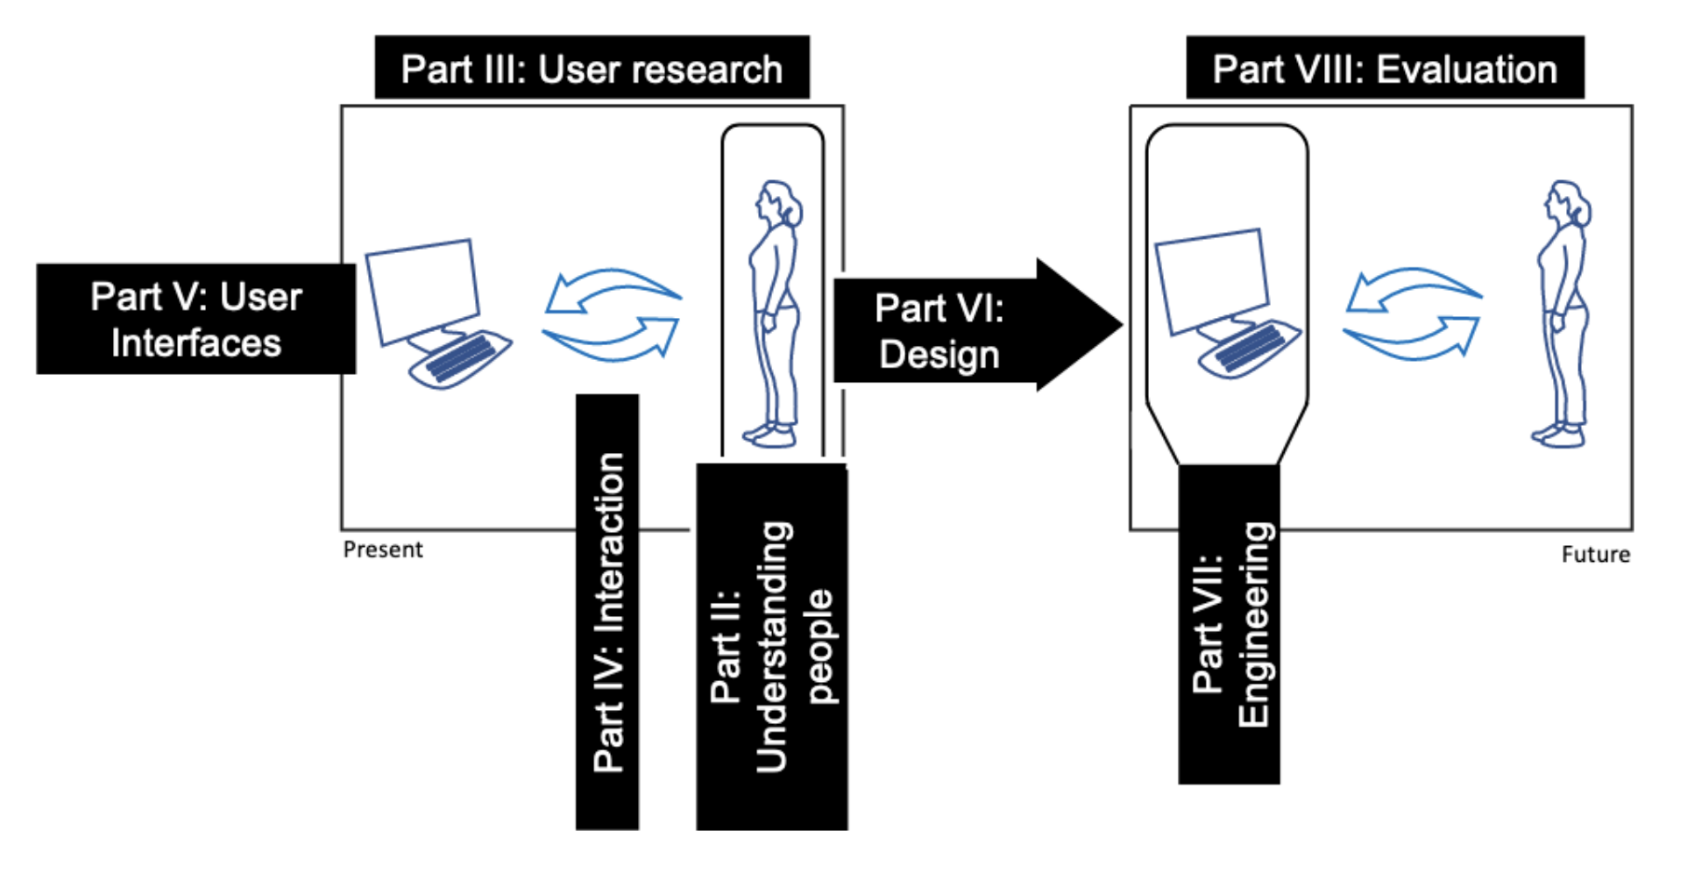 Part III: User research
Part VIII: Evaluation
Part V: User
Interfaces
Part VI:
Design
Present
Future
Part IV: Interaction
Part II:
Understanding
people
Part VII:
Engineering